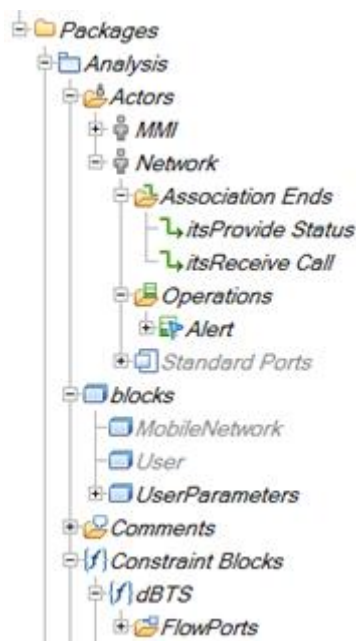 Packages
Analysis
Actors
MMI
Network
Association Ends
itsProvide Status
itsReceive Call
Operations
Alert
Standard Ports
blocks
MobileNetwork
User
UserParameters
Comments
Constraint Blocks
dBTS
FlowPorts